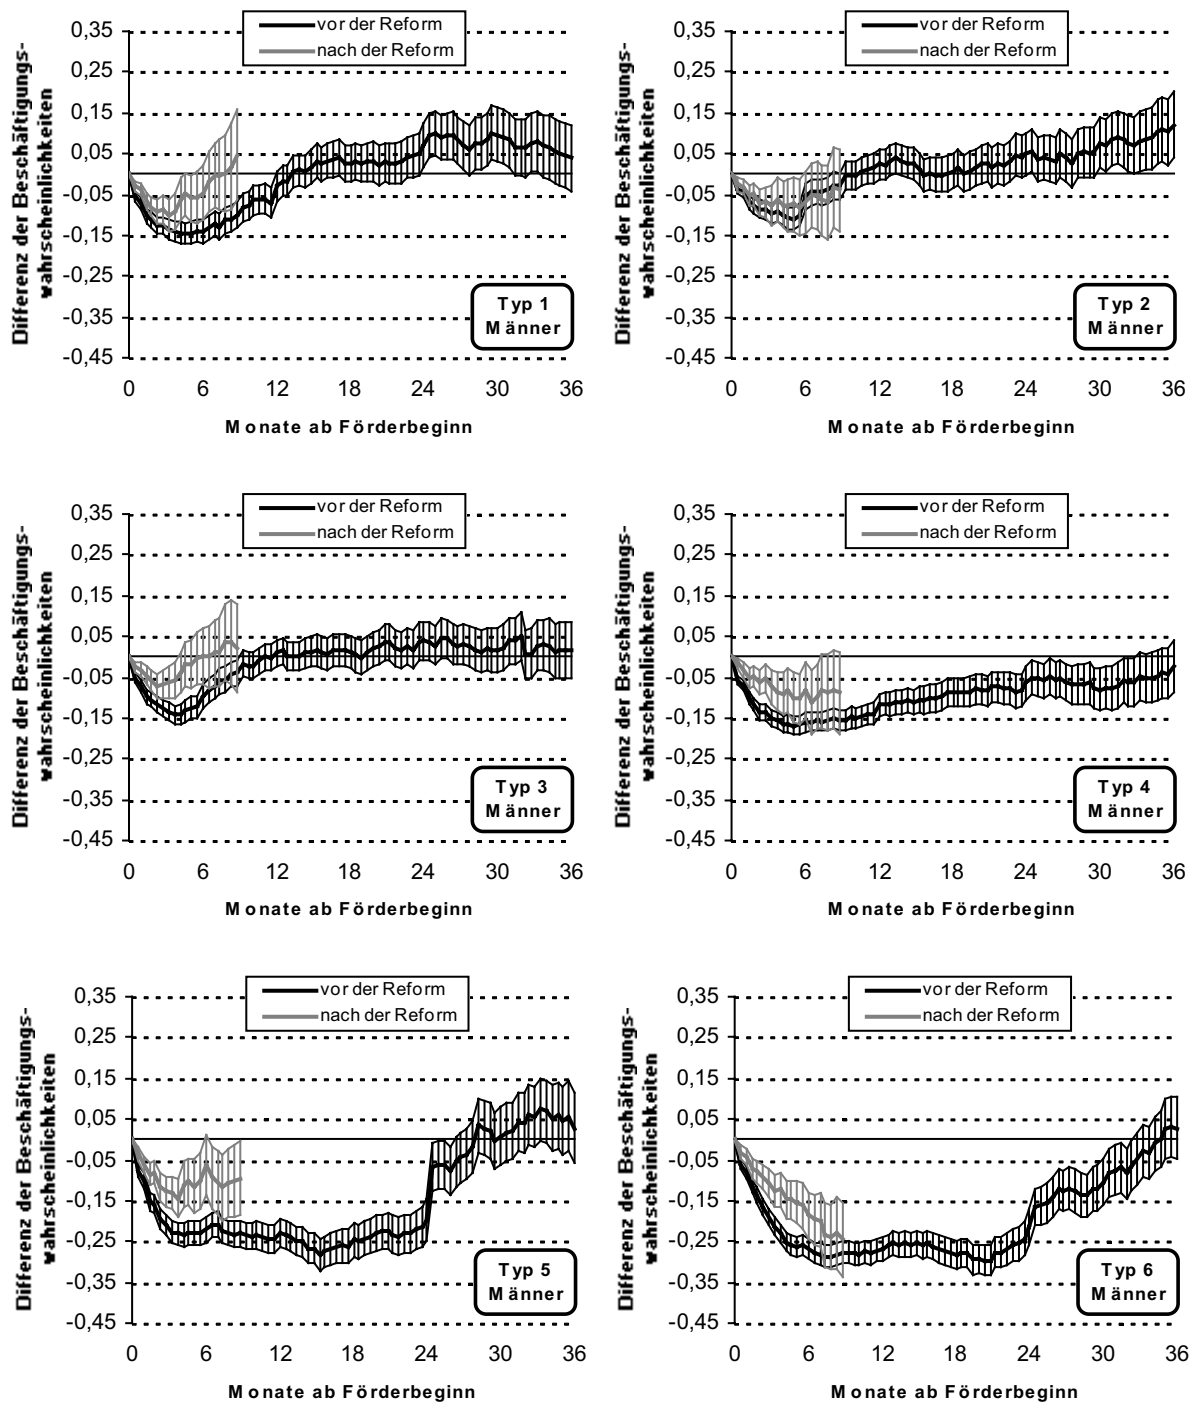 vor der Reform
nach der Reform
Differenz der Beschäftigungs-
wahrscheinlichkeiten
0,35
0,25
0,15
0,05
-0,05
-0,15
-0,25
-0,35
-0,45
Typ 1
Männer
0 6 12 18 24 30 36
Monate ab Förderbeginn
vor der Reform
nach der Reform
Differenz der Beschäftigungs-
wahrscheinlichkeiten
0,35
0,25
0,15
0,05
-0,05
-0,15
-0,25
-0,35
-0,45
Typ 2
Männer
0 6 12 18 24 30 36
Monate ab Förderbeginn
vor der Reform
nach der Reform
Differenz der Beschäftigungs-
wahrscheinlichkeiten
0,35
0,25
0,15
0,05
-0,05
-0,15
-0,25
-0,35
-0,45
Typ 3
Männer
0 6 12 18 24 30 36
Monate ab Förderbeginn
vor der Reform
nach der Reform
Differenz der Beschäftigungs-
wahrscheinlichkeiten
0,35
0,25
0,15
0,05
-0,05
-0,15
-0,25
-0,35
-0,45
Typ 4
Männer
0 6 12 18 24 30 36
Monate ab Förderbeginn
vor der Reform
nach der Reform
Differenz der Beschäftigungs-
wahrscheinlichkeiten
0,35
0,25
0,15
0,05
-0,05
-0,15
-0,25
-0,35
-0,45
Typ 5
Männer
0 6 12 18 24 30 36
Monate ab Förderbeginn
vor der Reform
nach der Reform
Differenz der Beschäftigungs-
wahrscheinlichkeiten
0,35
0,25
0,15
0,05
-0,05
-0,15
-0,25
-0,35
-0,45
Typ 6
Männer
0 6 12 18 24 30 36
Monate ab Förderbeginn